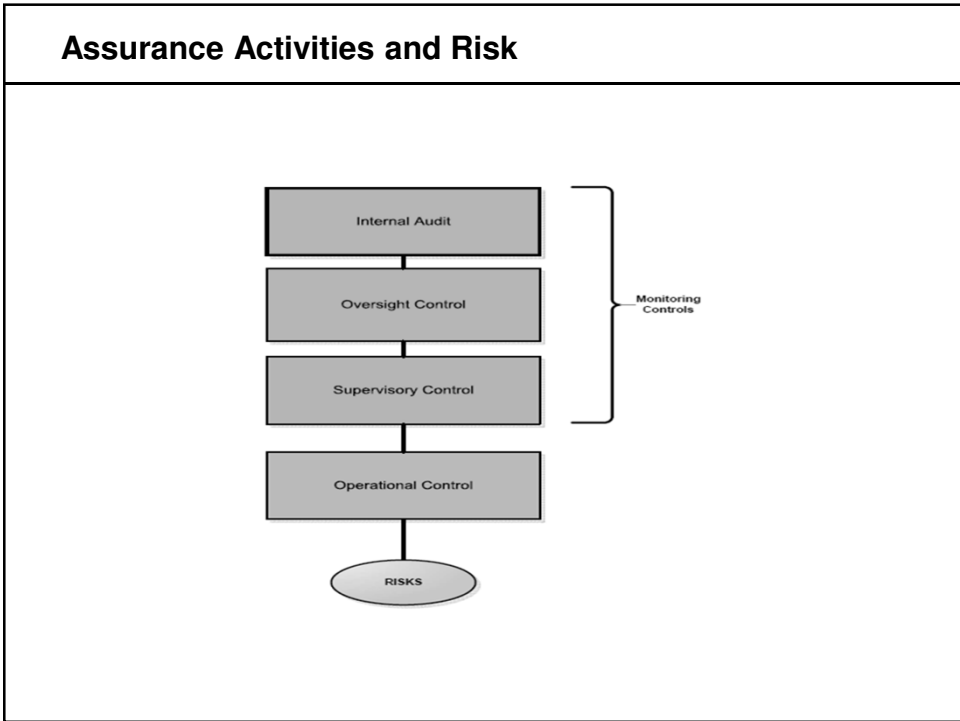 Assurance Activities and Risk
Internal Audit
Oversight Control
Monitoring
Controls
Supervisory Control
Operational Control
RISKS